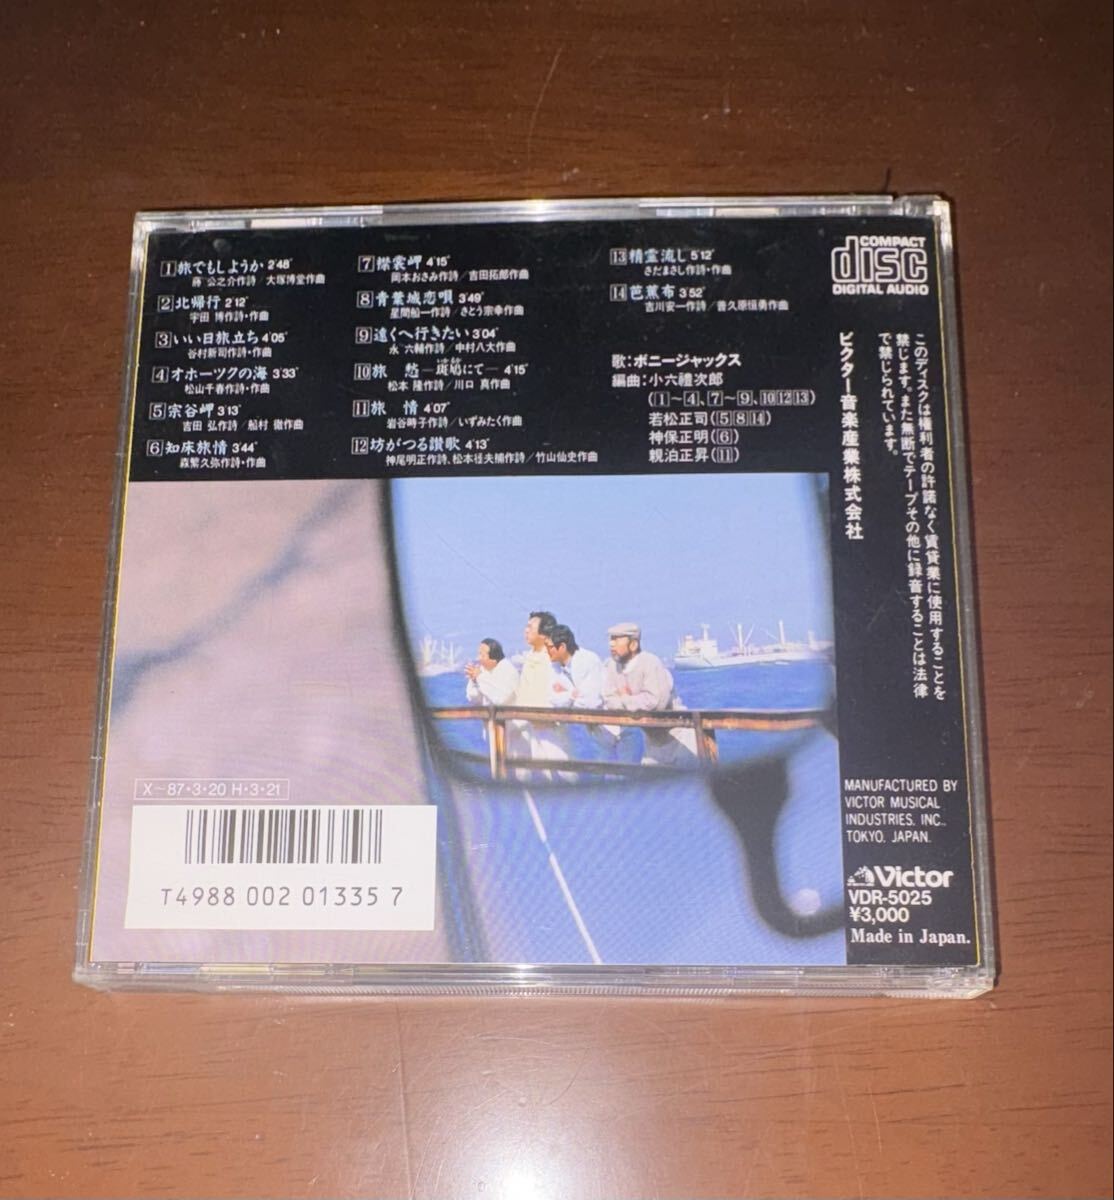 1 旅でもしようか 2'48"
藤 公之介作詩／大塚博堂作曲
2 北帰行 2'12"
宇田 博作詩・作曲
3 いい日旅立ち 4'05"
谷村新司作詩・作曲
4 オホーツクの海 3'33"
松山千春作詩・作曲
5 宗谷岬 3'13"
吉田 弘作詩／船村 徹作曲
6 知床旅情 3'44"
森繁久弥作詩・作曲
7 襟裳岬 4'15"
岡本おさみ作詩／吉田拓郎作曲
8 青葉城恋唄 3'49"
星間船一作詩／さとう宗幸作曲
9 遠くへ行きたい 3'04"
永 六輔作詩／中村八大作曲
10 旅 愁 ―斑鳩にて― 4'15"
松本 隆作詩／川口 真作曲
11 旅 情 4'07"
岩谷時子作詩／いずみたく作曲
12 坊がつる讃歌 4'13"
神尾明正作詩、松本征夫捕作詩／竹山仙史作曲
13 精霊流し 5'12"
さだまさし作詩・作曲
14 芭蕉布 3'52"
吉川安一作詩／普久原恒勇作曲
歌：ボニージャックス
編曲：小六禮次郎
（1～4、7～9、10 12 13）
若松正司（5 8 14）
神保正明（6）
親泊正昇（11）
COMPACT
disc
DIGITAL AUDIO
このディスクは権利者の許諾なく賃貸業に使用することを
禁じます。また無断でテープその他に録音することは法律
で禁じられています。
ビクター音楽産業株式会社
X－87・3・20 H・3・21
T4988 002 01335 7
MANUFACTURED BY
VICTOR MUSICAL
INDUSTRIES, INC.,
TOKYO, JAPAN.
Victor
VDR-5025
¥3,000
Made in Japan.